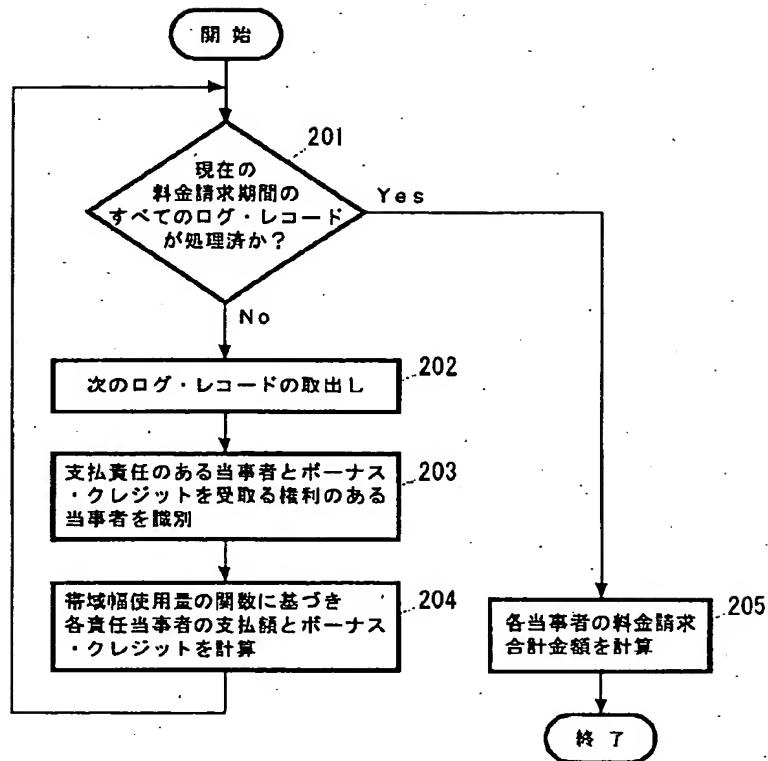 開始
201
現在の
料金請求期間の
すべてのログ・レコード
が処理済か？
Yes
No
次のログ・レコードの取出し
202
支払責任のある当事者とボーナス
・クレジットを受取る権利のある
当事者を識別
203
帯域幅使用量の関数に基づき
各責任当事者の支払額とボーナス
・クレジットを計算
204
各当事者の料金請求
合計金額を計算
205
終了